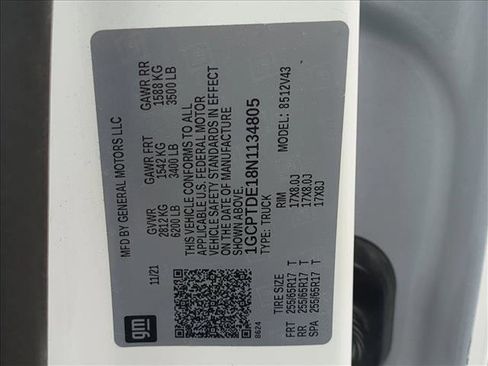 MFD BY GENERAL MOTORS LLC
11/21
GVWR
2812 KG
6200 LB
GAWR FRT
1542 KG
3400 LB
GAWR RR
1588 KG
3500 LB
THIS VEHICLE CONFORMS TO ALL
APPLICABLE U.S. FEDERAL MOTOR
VEHICLE SAFETY STANDARDS IN EFFECT
ON THE DATE OF MANUFACTURE
SHOWN ABOVE.
1GCPTDE18N1134805
TYPE: TRUCK
MODEL: 8512V43
TIRE SIZE RIM
FRT 255/65R17 T 17X8.0J
RR 255/65R17 T 17X8.0J
SPA 255/65R17 T 17X8J
gm
8624